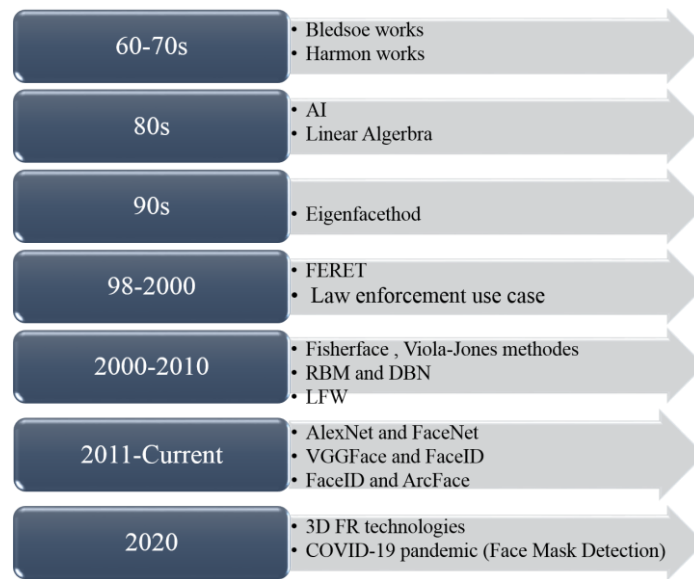 60-70s
• Bledsoe works
• Harmon works
80s
• AI
• Linear Algerbra
90s
• Eigenfacethod
98-2000
• FERET
• Law enforcement use case
2000-2010
• Fisherface , Viola-Jones methodes
• RBM and DBN
• LFW
2011-Current
• AlexNet and FaceNet
• VGGFace and FaceID
• FaceID and ArcFace
2020
• 3D FR technologies
• COVID-19 pandemic (Face Mask Detection)